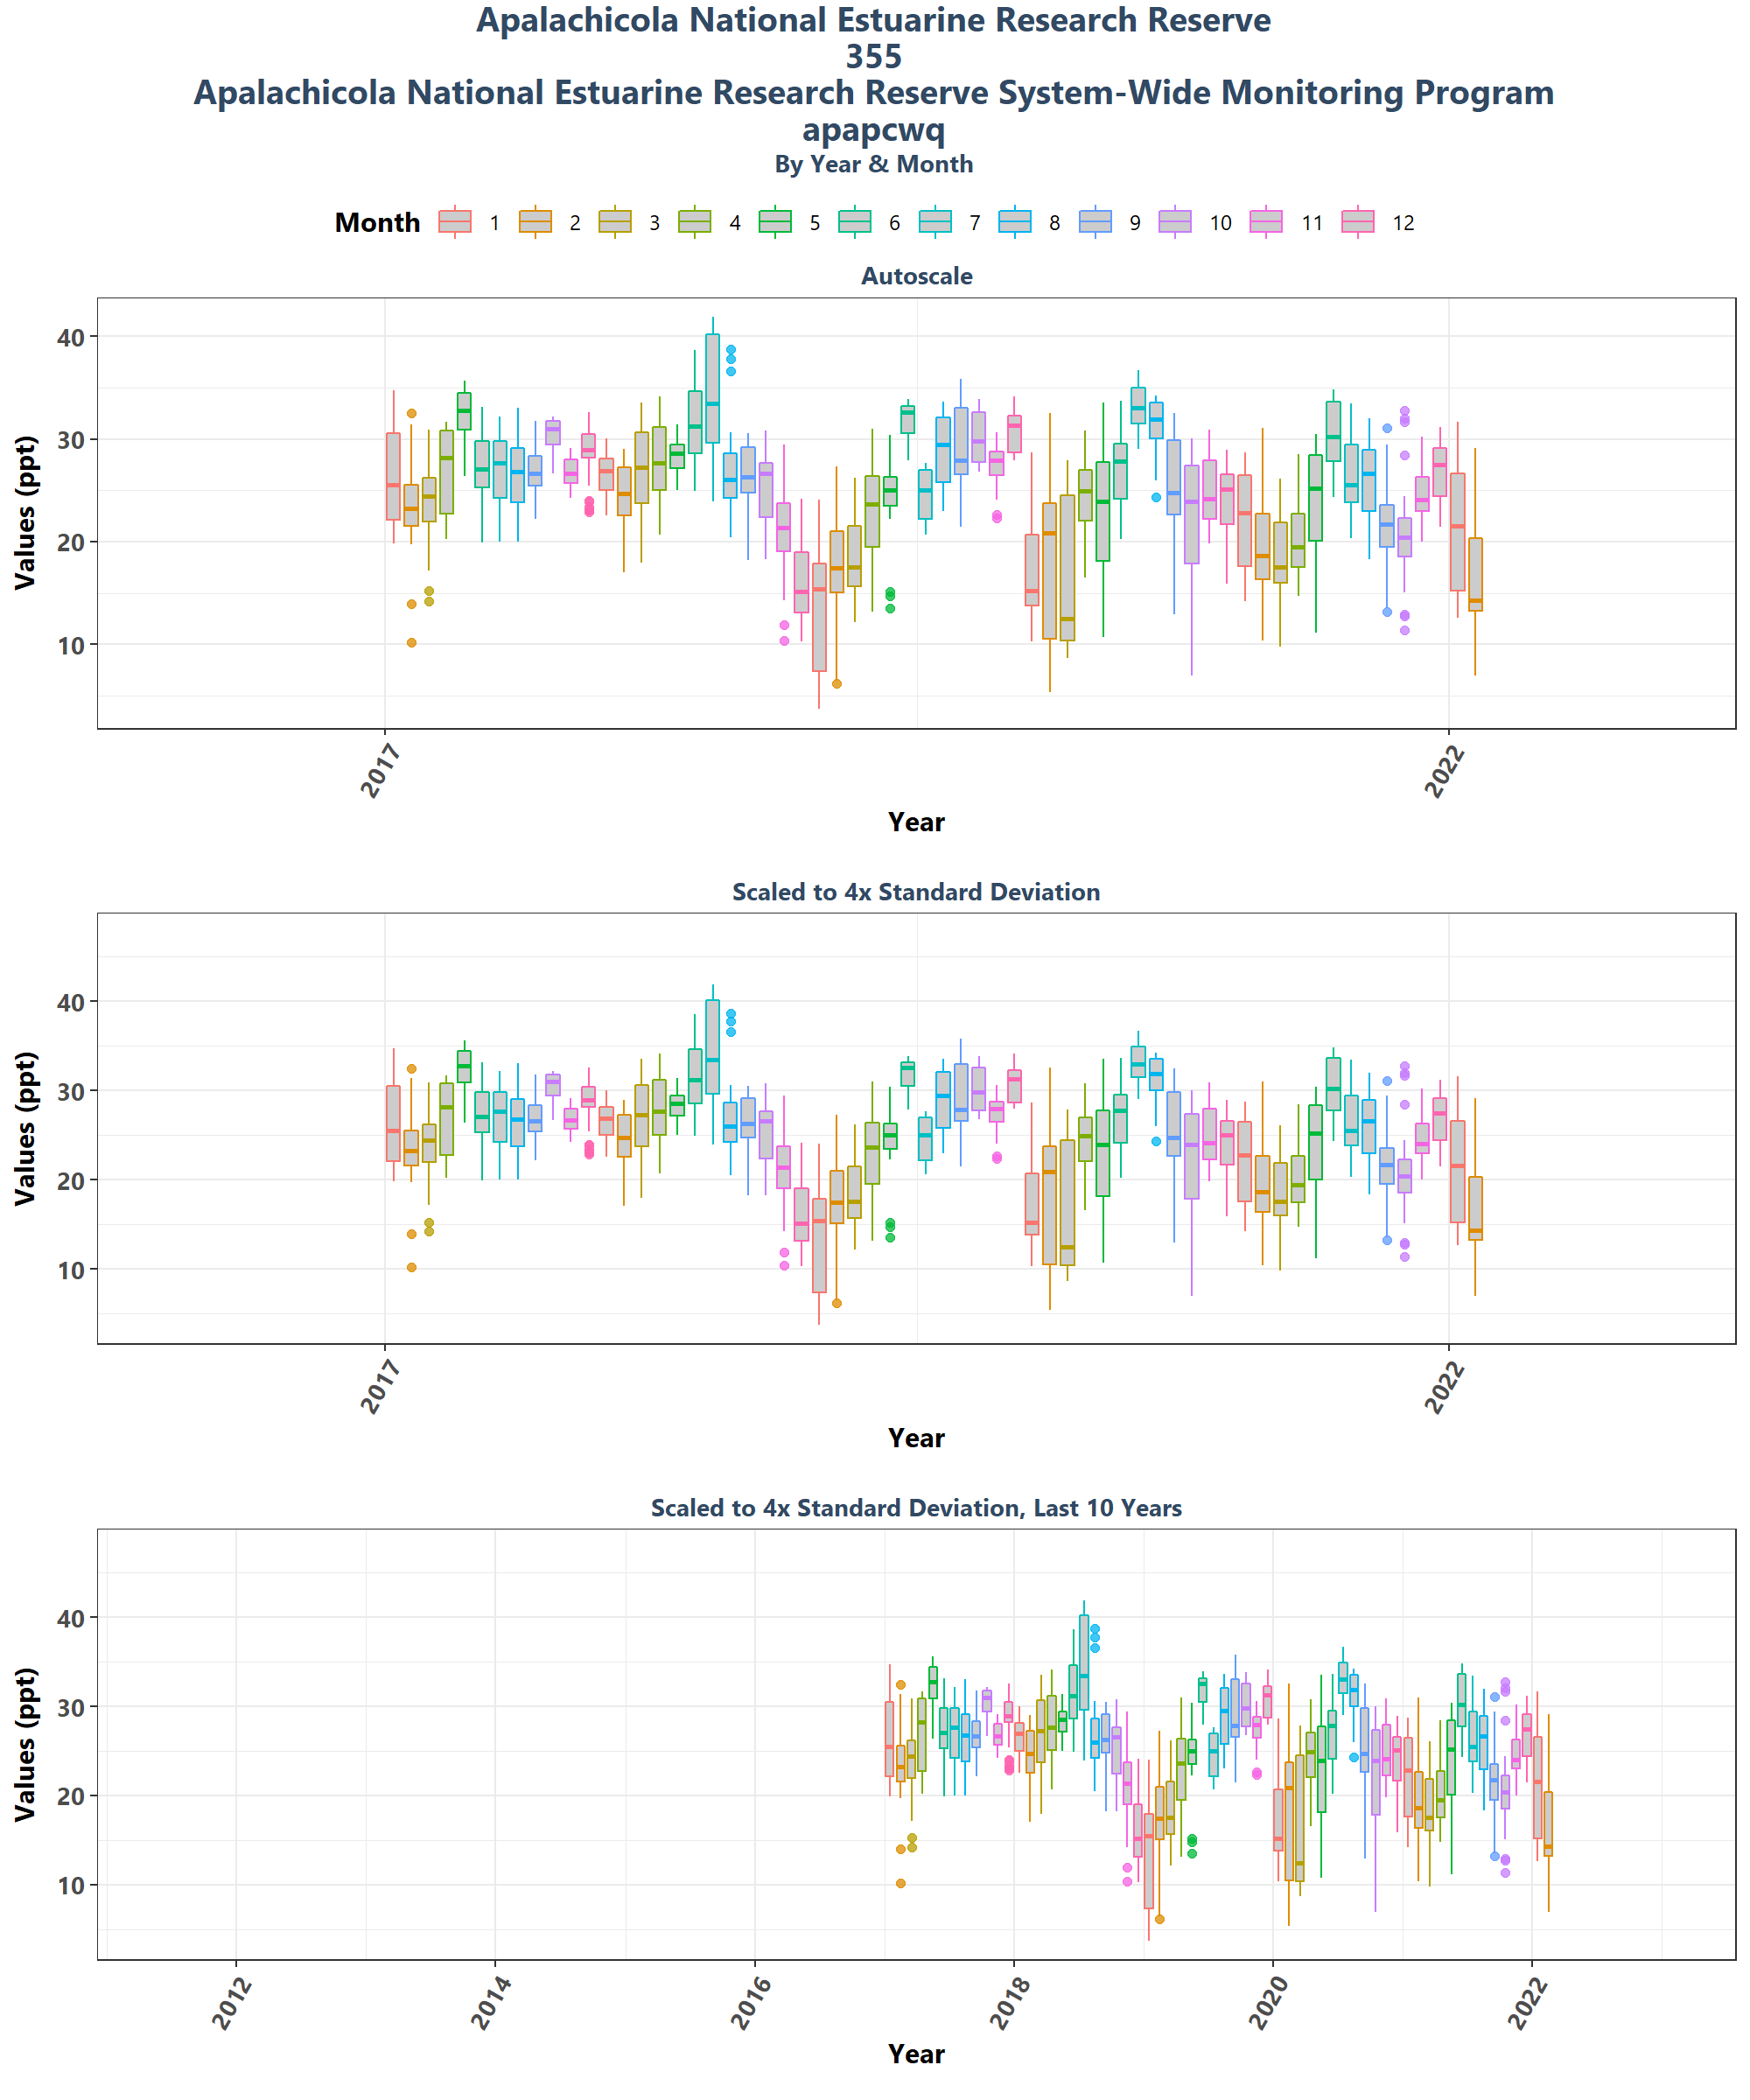 Apalachicola National Estuarine Research Reserve
355
Apalachicola National Estuarine Research Reserve System-Wide Monitoring Program
apapcwq
By Year & Month
Month 1 2 3 4 5 6 7 8 9 10 11 12
Autoscale
Values (ppt)
40
30
20
10
2017 2022
Year
Scaled to 4x Standard Deviation
Values (ppt)
40
30
20
10
2017 2022
Year
Scaled to 4x Standard Deviation, Last 10 Years
Values (ppt)
40
30
20
10
2012 2014 2016 2018 2020 2022
Year